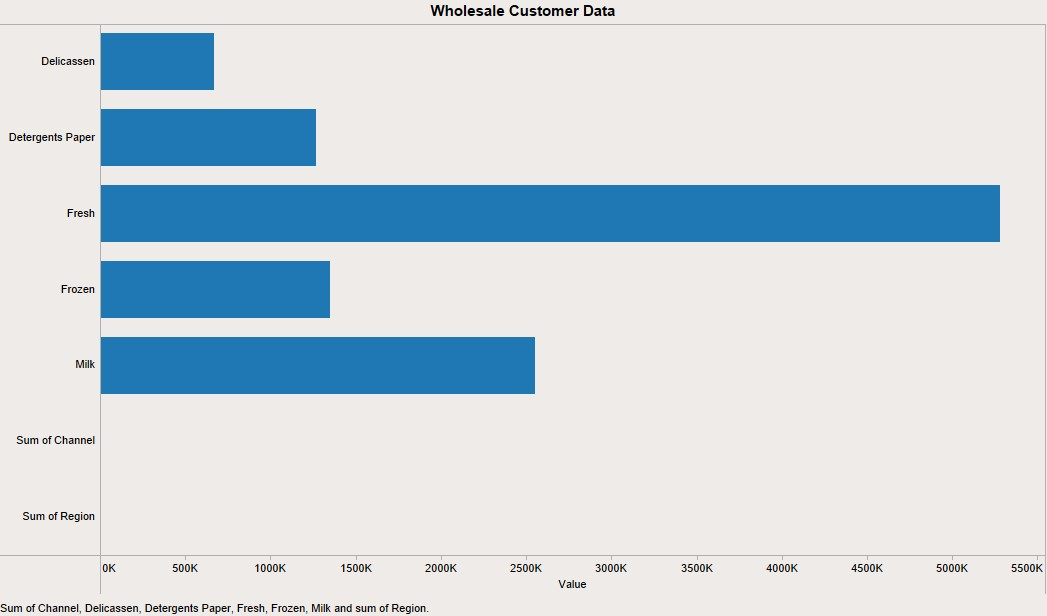 Wholesale Customer Data
Delicassen
Detergents Paper
Fresh
Frozen
Milk
Sum of Channel
Sum of Region
0K 500K 1000K 1500K 2000K 2500K 3000K 3500K 4000K 4500K 5000K 5500K
Value
Sum of Channel, Delicassen, Detergents Paper, Fresh, Frozen, Milk and sum of Region.